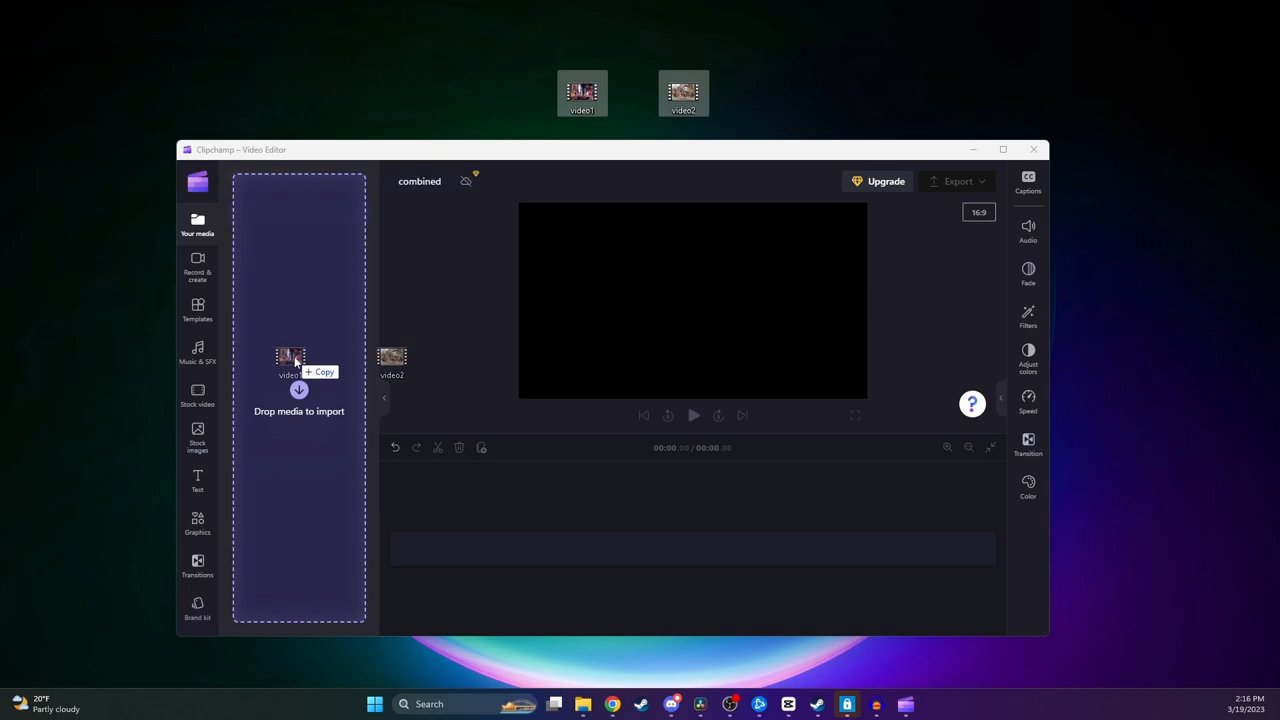 video1
video2
Clipchamp – Video Editor
combined
Upgrade
Export
16:9
Your media
Record &
create
Templates
Music & SFX
Stock video
Stock
images
Text
Graphics
Transitions
Brand kit
video1
+ Copy
video2
Drop media to import
Captions
Audio
Fade
Filters
Adjust
colors
Speed
Transition
Color
?
00:00.00 / 00:00.00
20°F
Partly cloudy
Search
2:16 PM
3/19/2023